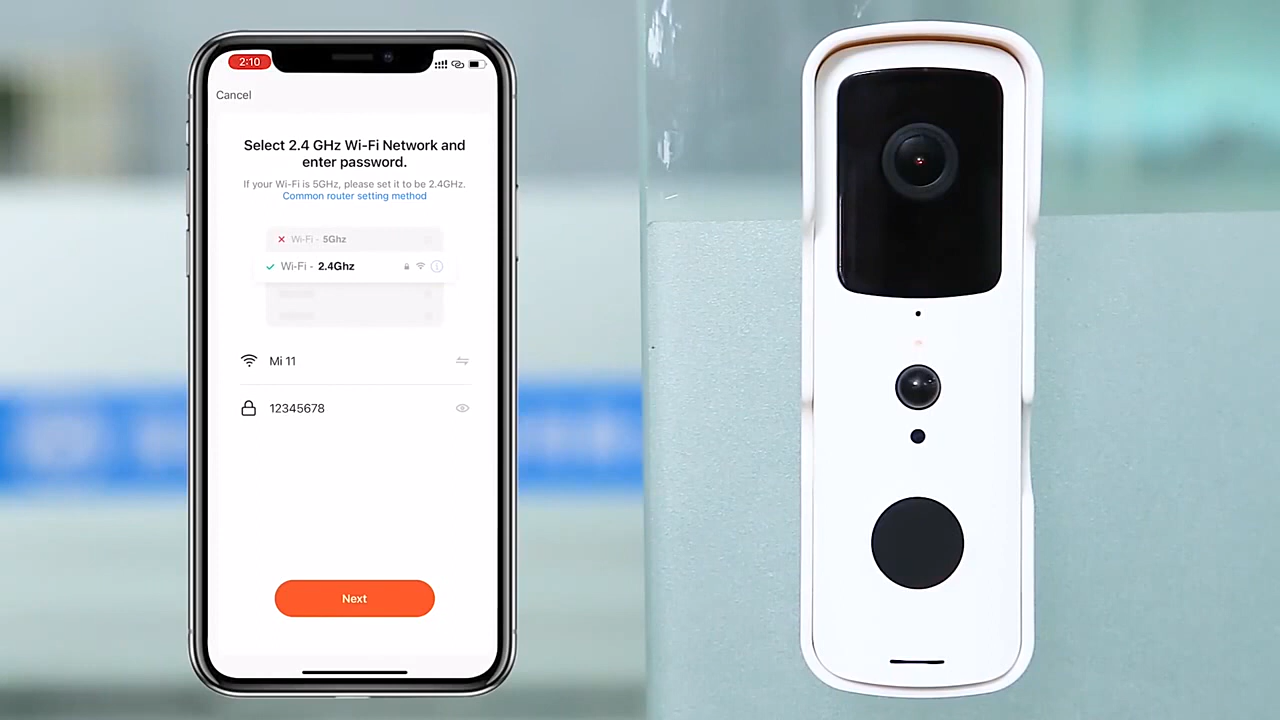 2:10
Cancel
Select 2.4 GHz Wi-Fi Network and
enter password.
If your Wi-Fi is 5GHz, please set it to be 2.4GHz.
Common router setting method
Wi-Fi - 5Ghz
Wi-Fi - 2.4Ghz
Mi 11
12345678
Next